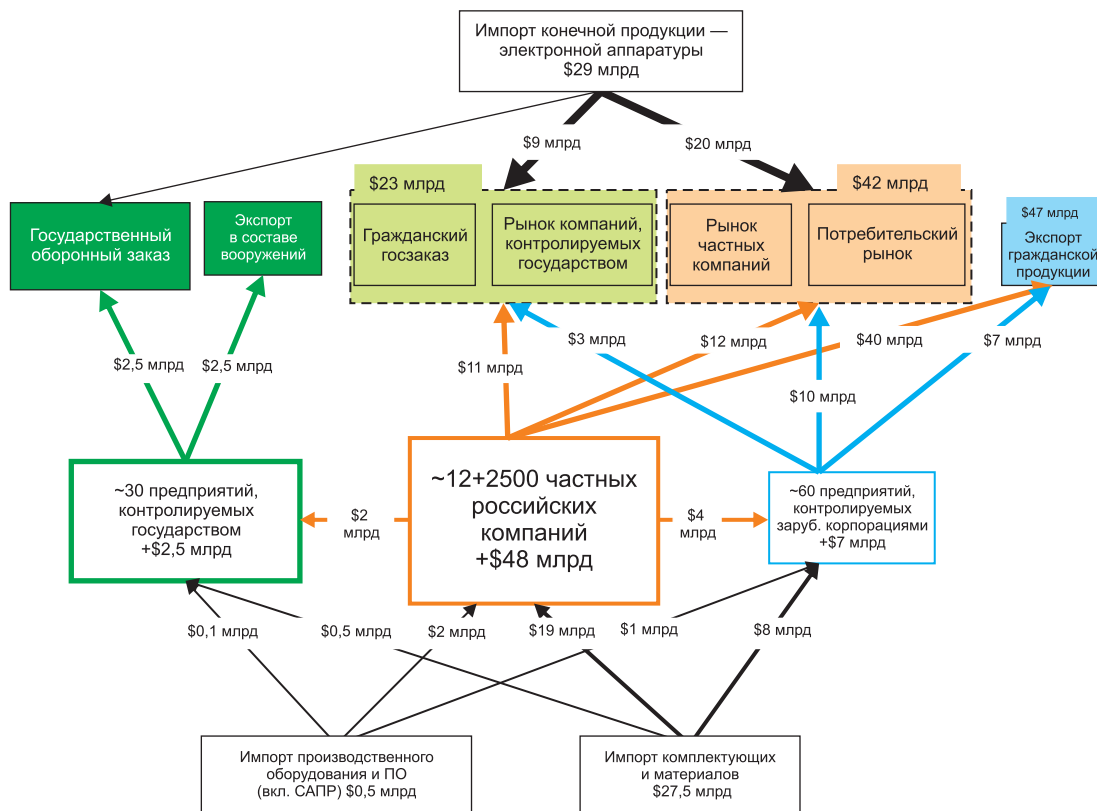 Импорт конечной продукции —
электронной аппаратуры
$29 млрд
$9 млрд
$20 млрд
$23 млрд
$42 млрд
Государственный
оборонный заказ
Экспорт
в составе
вооружений
Гражданский
госзаказ
Рынок компаний,
контролируемых
государством
Рынок
частных
компаний
Потребительский
рынок
$47 млрд
Экспорт
гражданской
продукции
$2,5 млрд
$2,5 млрд
$11 млрд
$3 млрд
$12 млрд
$10 млрд
$40 млрд
$7 млрд
~30 предприятий,
контролируемых
государством
+$2,5 млрд
$2
млрд
~12+2500 частных
российских
компаний
+$48 млрд
$4
млрд
~60 предприятий,
контролируемых
заруб. корпорациями
+$7 млрд
$0,1 млрд
$0,5 млрд
$2 млрд
$19 млрд
$1 млрд
$8 млрд
Импорт производственного
оборудования и ПО
(вкл. САПР) $0,5 млрд
Импорт комплектующих
и материалов
$27,5 млрд